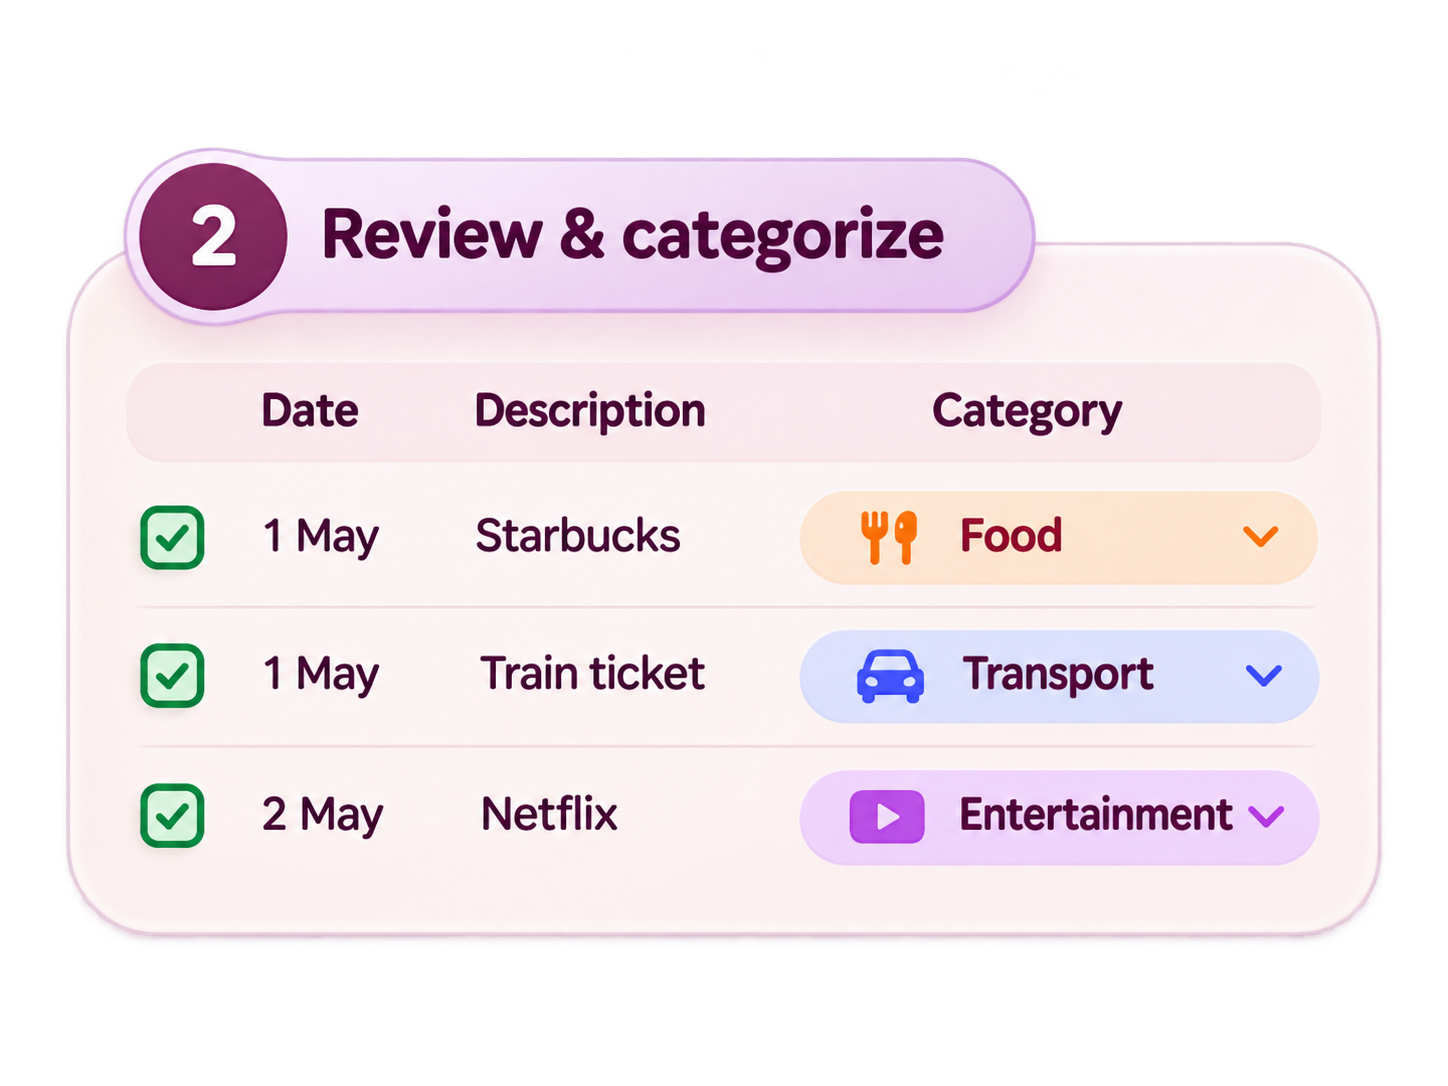 2 Review & categorize
Date Description Category
1 May Starbucks Food
1 May Train ticket Transport
2 May Netflix Entertainment